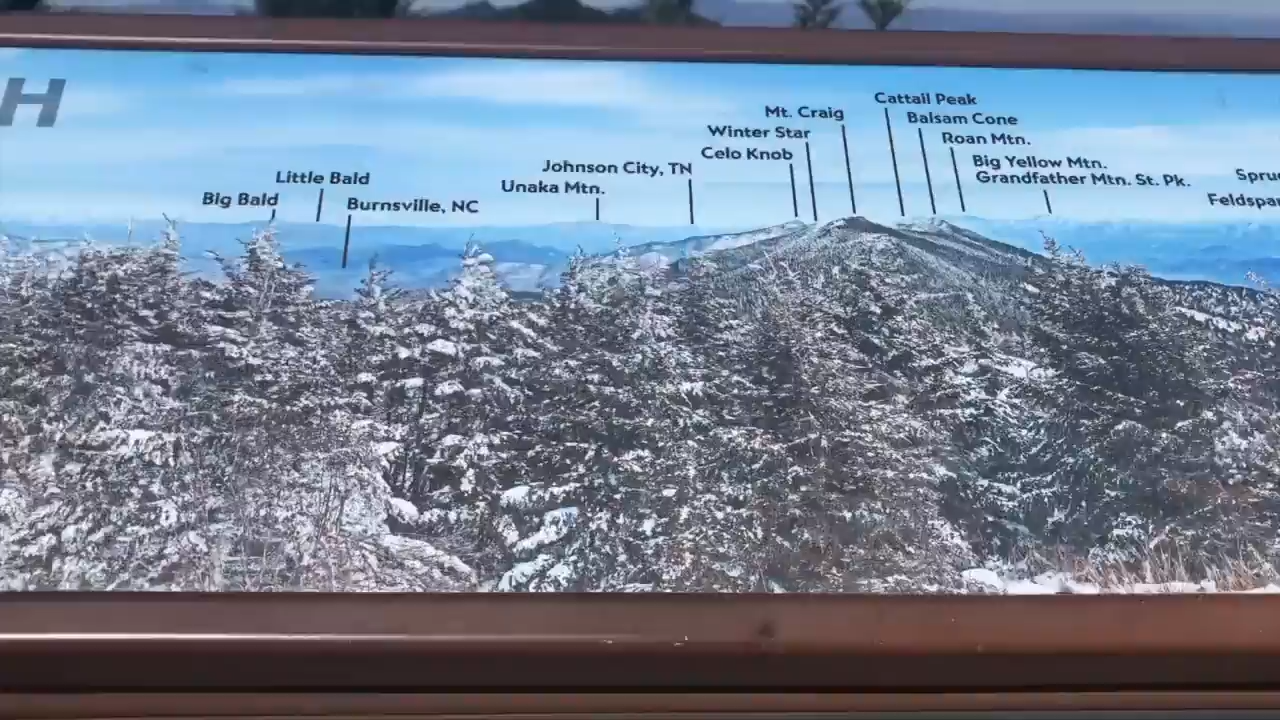 H
Big Bald
Little Bald
Burnsville, NC
Unaka Mtn.
Johnson City, TN
Celo Knob
Winter Star
Mt. Craig
Cattail Peak
Balsam Cone
Roan Mtn.
Big Yellow Mtn.
Grandfather Mtn. St. Pk.